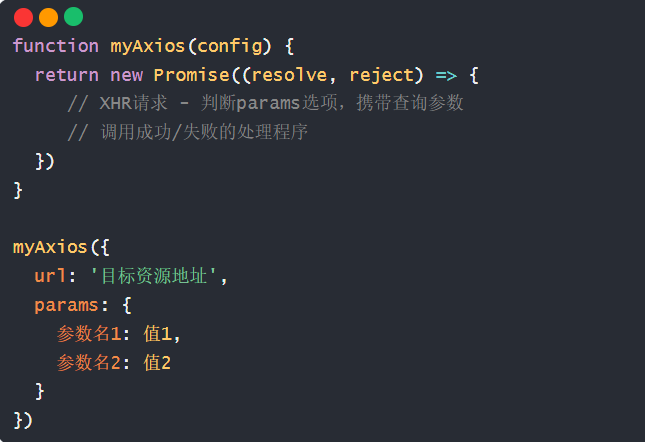 function myAxios(config) {
  return new Promise((resolve, reject) => {
     // XHR请求 - 判断params选项，携带查询参数
     // 调用成功/失败的处理程序
  })
}

myAxios({
  url: '目标资源地址',
  params: {
    参数名1: 值1,
    参数名2: 值2
  }
})